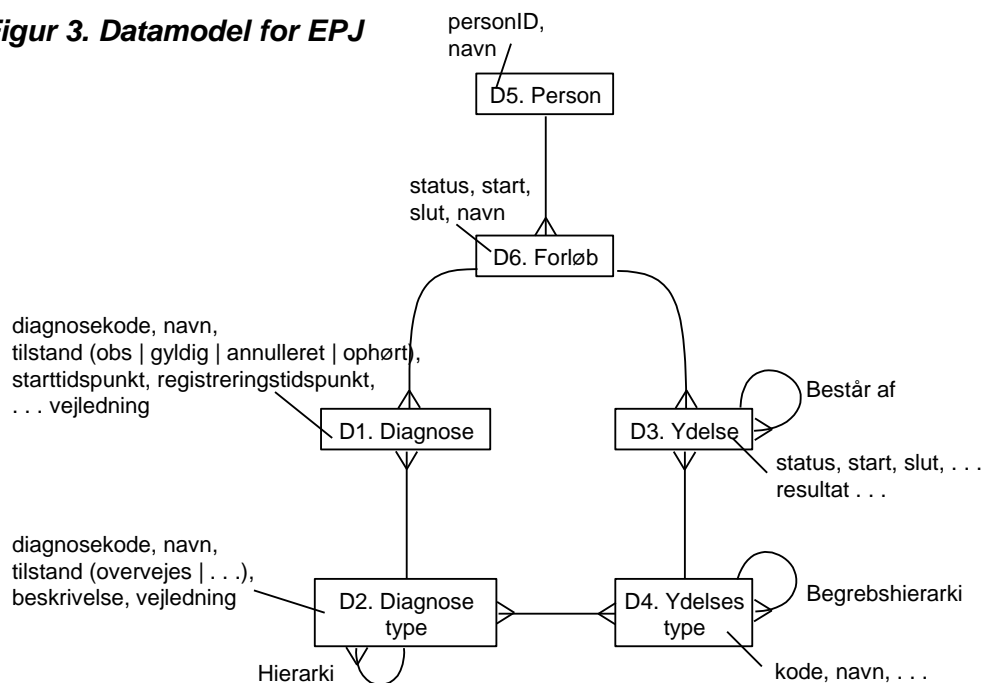 igur 3. Datamodel for EPJ
personID,
navn
D5. Person
status, start,
slut, navn
D6. Forløb
diagnosekode, navn,
tilstand (obs | gyldig | annulleret | ophørt),
starttidspunkt, registreringstidspunkt,
. . . vejledning
D1. Diagnose
D3. Ydelse
Består af
status, start, slut, . . .
resultat . . .
diagnosekode, navn,
tilstand (overvejes | . . .),
beskrivelse, vejledning
D2. Diagnose
type
Hierarki
D4. Ydelses
type
Begrebshierarki
kode, navn, . . .